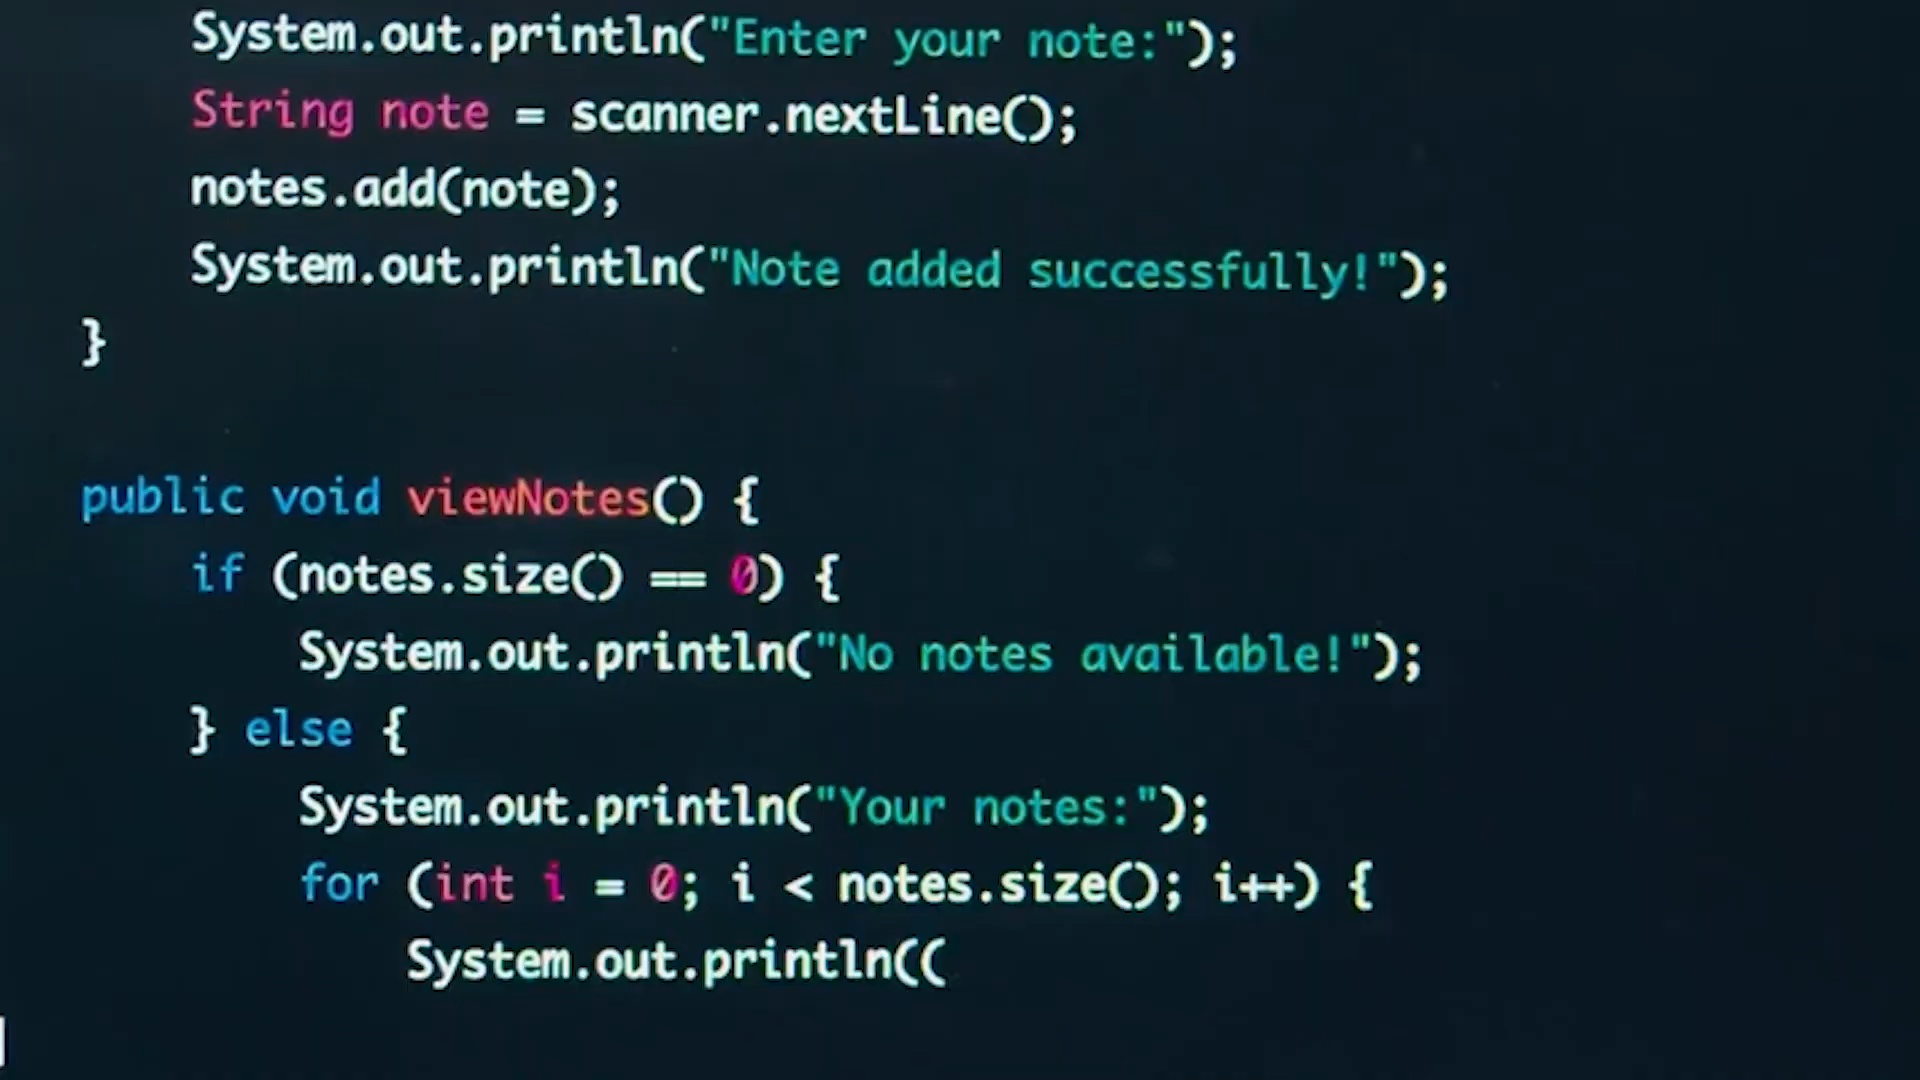 System.out.println("Enter your note:");
String note = scanner.nextLine();
notes.add(note);
System.out.println("Note added successfully!");
}
public void viewNotes() {
if (notes.size() == 0) {
System.out.println("No notes available!");
} else {
System.out.println("Your notes:");
for (int i = 0; i < notes.size(); i++) {
System.out.println((